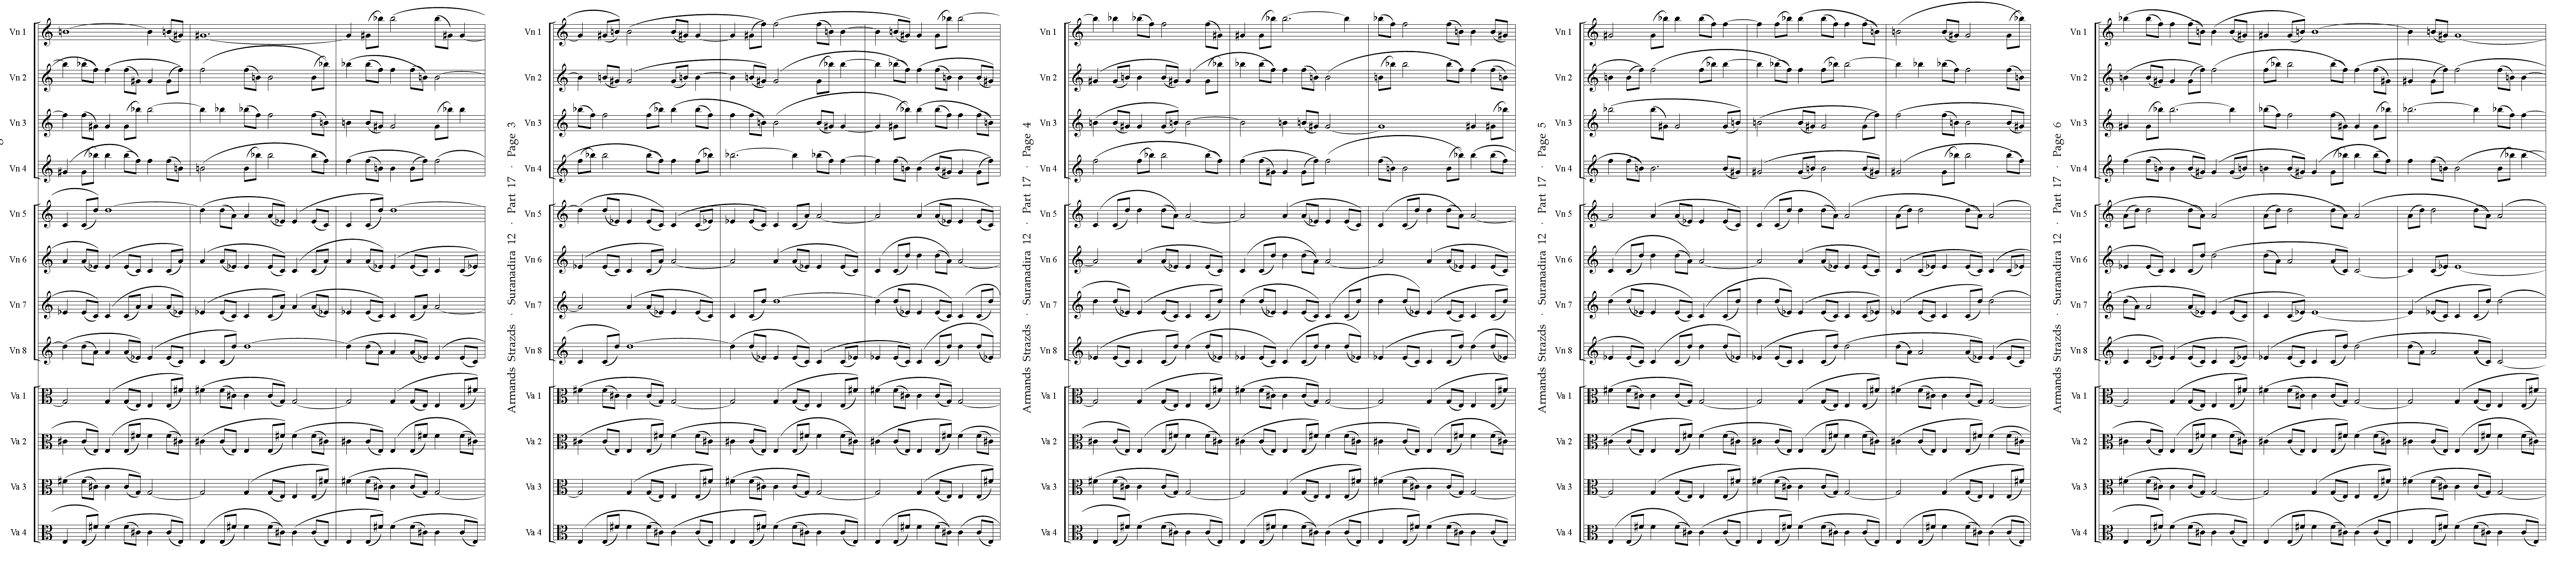 Vn 1
Vn 2
Vn 3
Vn 4
Vn 5
Vn 6
Vn 7
Vn 8
Va 1
Va 2
Va 3
Va 4
Armands Strazds · Suranadira 12 · Part 17 · Page 3
Vn 1
Vn 2
Vn 3
Vn 4
Vn 5
Vn 6
Vn 7
Vn 8
Va 1
Va 2
Va 3
Va 4
Armands Strazds · Suranadira 12 · Part 17 · Page 4
Vn 1
Vn 2
Vn 3
Vn 4
Vn 5
Vn 6
Vn 7
Vn 8
Va 1
Va 2
Va 3
Va 4
Armands Strazds · Suranadira 12 · Part 17 · Page 5
Vn 1
Vn 2
Vn 3
Vn 4
Vn 5
Vn 6
Vn 7
Vn 8
Va 1
Va 2
Va 3
Va 4
Armands Strazds · Suranadira 12 · Part 17 · Page 6
Vn 1
Vn 2
Vn 3
Vn 4
Vn 5
Vn 6
Vn 7
Vn 8
Va 1
Va 2
Va 3
Va 4